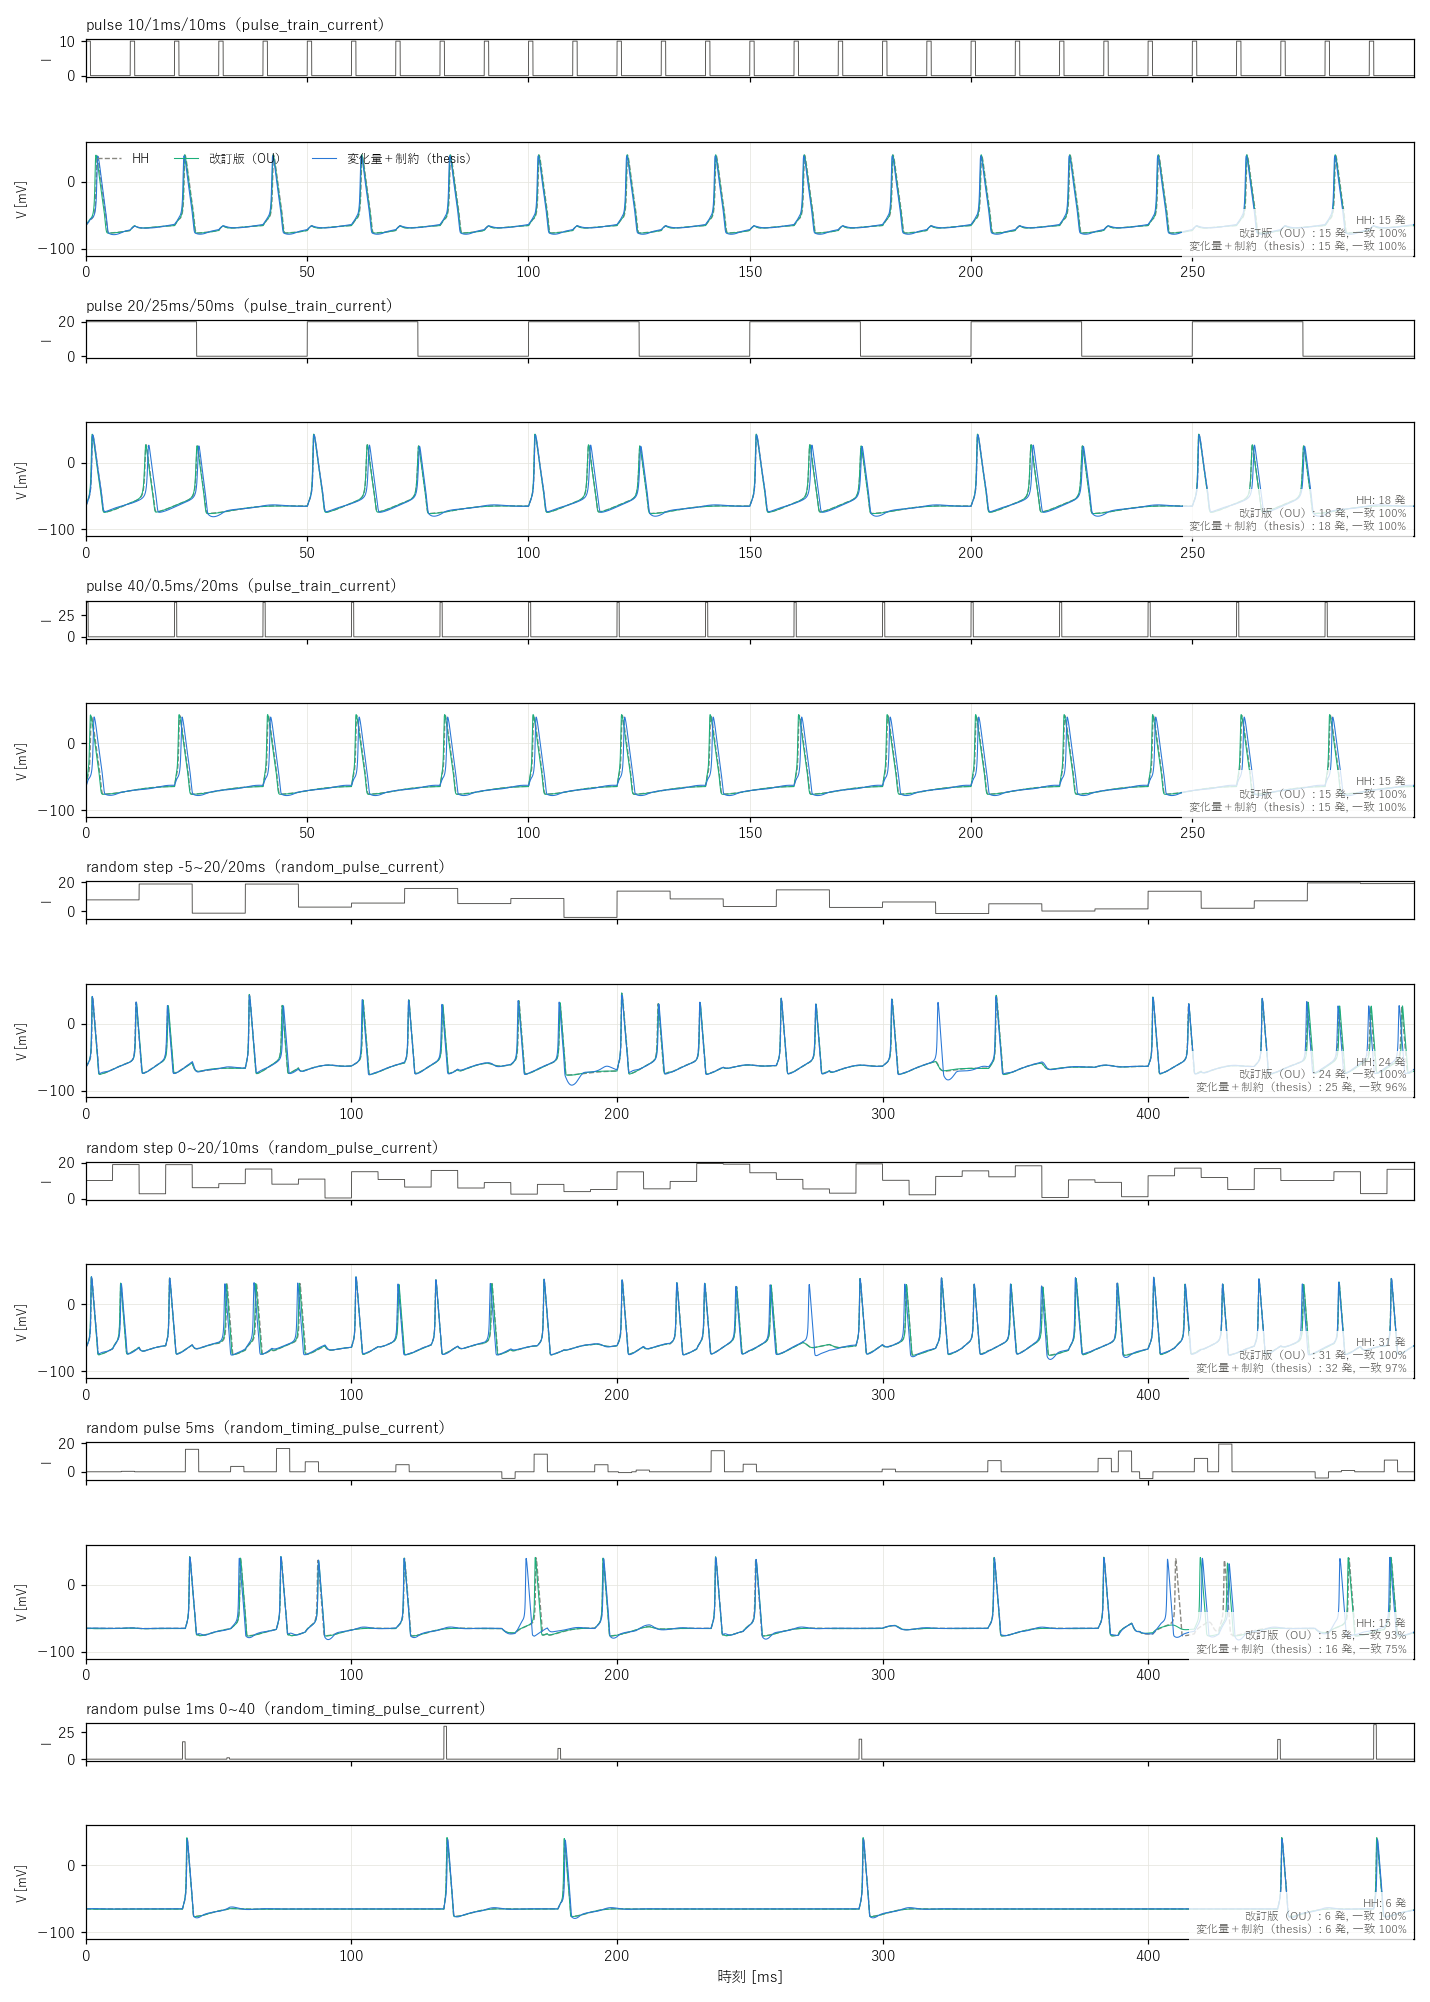 pulse 10/1ms/10ms（pulse_train_current）
10
0
I
HH 改訂版（OU） 変化量＋制約（thesis）
V [mV]
0
−100
HH: 15 発
改訂版（OU）: 15 発, 一致 100%
変化量＋制約（thesis）: 15 発, 一致 100%
0 50 100 150 200 250
pulse 20/25ms/50ms（pulse_train_current）
20
0
I
V [mV]
0
−100
HH: 18 発
改訂版（OU）: 18 発, 一致 100%
変化量＋制約（thesis）: 18 発, 一致 100%
0 50 100 150 200 250
pulse 40/0.5ms/20ms（pulse_train_current）
25
0
I
V [mV]
0
−100
HH: 15 発
改訂版（OU）: 15 発, 一致 100%
変化量＋制約（thesis）: 15 発, 一致 100%
0 50 100 150 200 250
random step -5~20/20ms（random_pulse_current）
20
0
I
V [mV]
0
−100
HH: 24 発
改訂版（OU）: 24 発, 一致 100%
変化量＋制約（thesis）: 25 発, 一致 96%
0 100 200 300 400
random step 0~20/10ms（random_pulse_current）
20
0
I
V [mV]
0
−100
HH: 31 発
改訂版（OU）: 31 発, 一致 100%
変化量＋制約（thesis）: 32 発, 一致 97%
0 100 200 300 400
random pulse 5ms（random_timing_pulse_current）
20
0
I
V [mV]
0
−100
HH: 15 発
改訂版（OU）: 15 発, 一致 93%
変化量＋制約（thesis）: 16 発, 一致 75%
0 100 200 300 400
random pulse 1ms 0~40（random_timing_pulse_current）
25
0
I
V [mV]
0
−100
HH: 6 発
改訂版（OU）: 6 発, 一致 100%
変化量＋制約（thesis）: 6 発, 一致 100%
0 100 200 300 400
時刻 [ms]